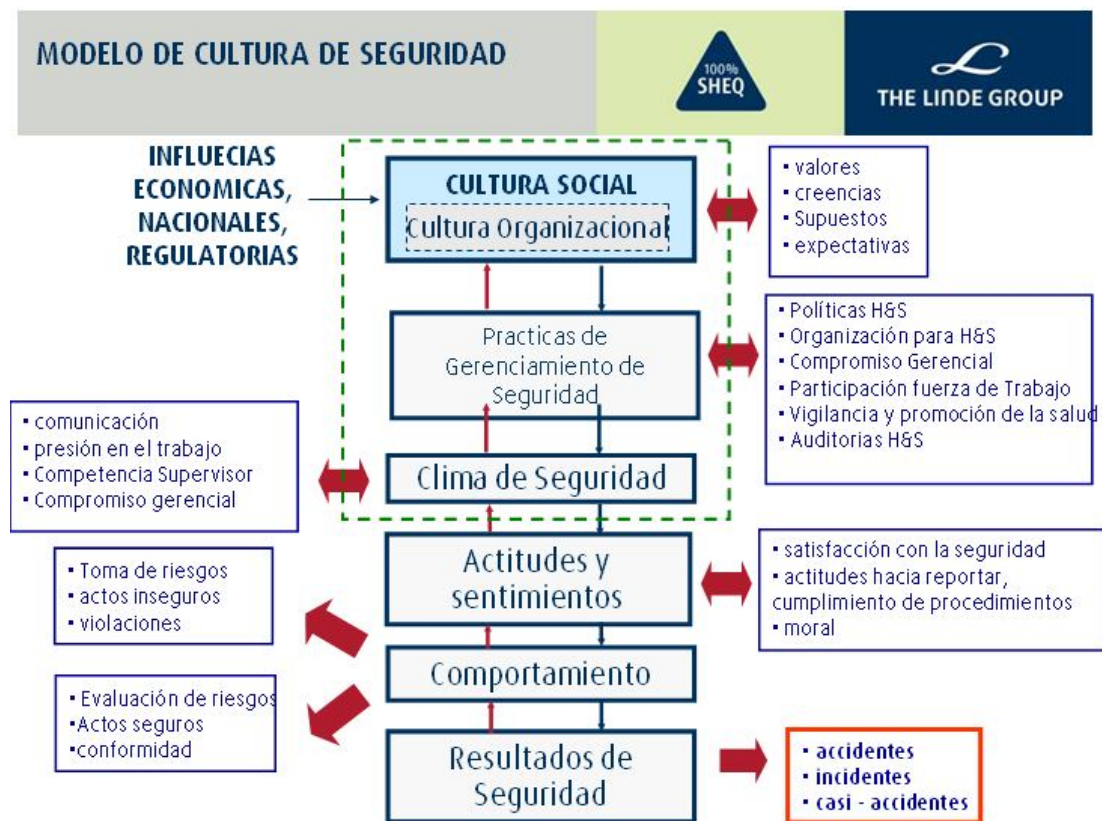 MODELO DE CULTURA DE SEGURIDAD
100%
SHEQ
THE LINDE GROUP
INFLUECIAS
ECONOMICAS,
NACIONALES,
REGULATORIAS
CULTURA SOCIAL
Cultura Organizacional
▪ valores
▪ creencias
▪ Supuestos
▪ expectativas
Practicas de
Gerenciamiento de
Seguridad
▪ Políticas H&S
▪ Organización para H&S
▪ Compromiso Gerencial
▪ Participación fuerza de Trabajo
▪ Vigilancia y promoción de la salud
▪ Auditorias H&S
▪ comunicación
▪ presión en el trabajo
▪ Competencia Supervisor
▪ Compromiso gerencial
Clima de Seguridad
Actitudes y
sentimientos
▪ satisfacción con la seguridad
▪ actitudes hacia reportar,
cumplimiento de procedimientos
▪ moral
▪ Toma de riesgos
▪ actos inseguros
▪ violaciones
Comportamiento
▪ Evaluación de riesgos
▪Actos seguros
▪conformidad
Resultados de
Seguridad
▪ accidentes
▪ incidentes
▪ casi - accidentes